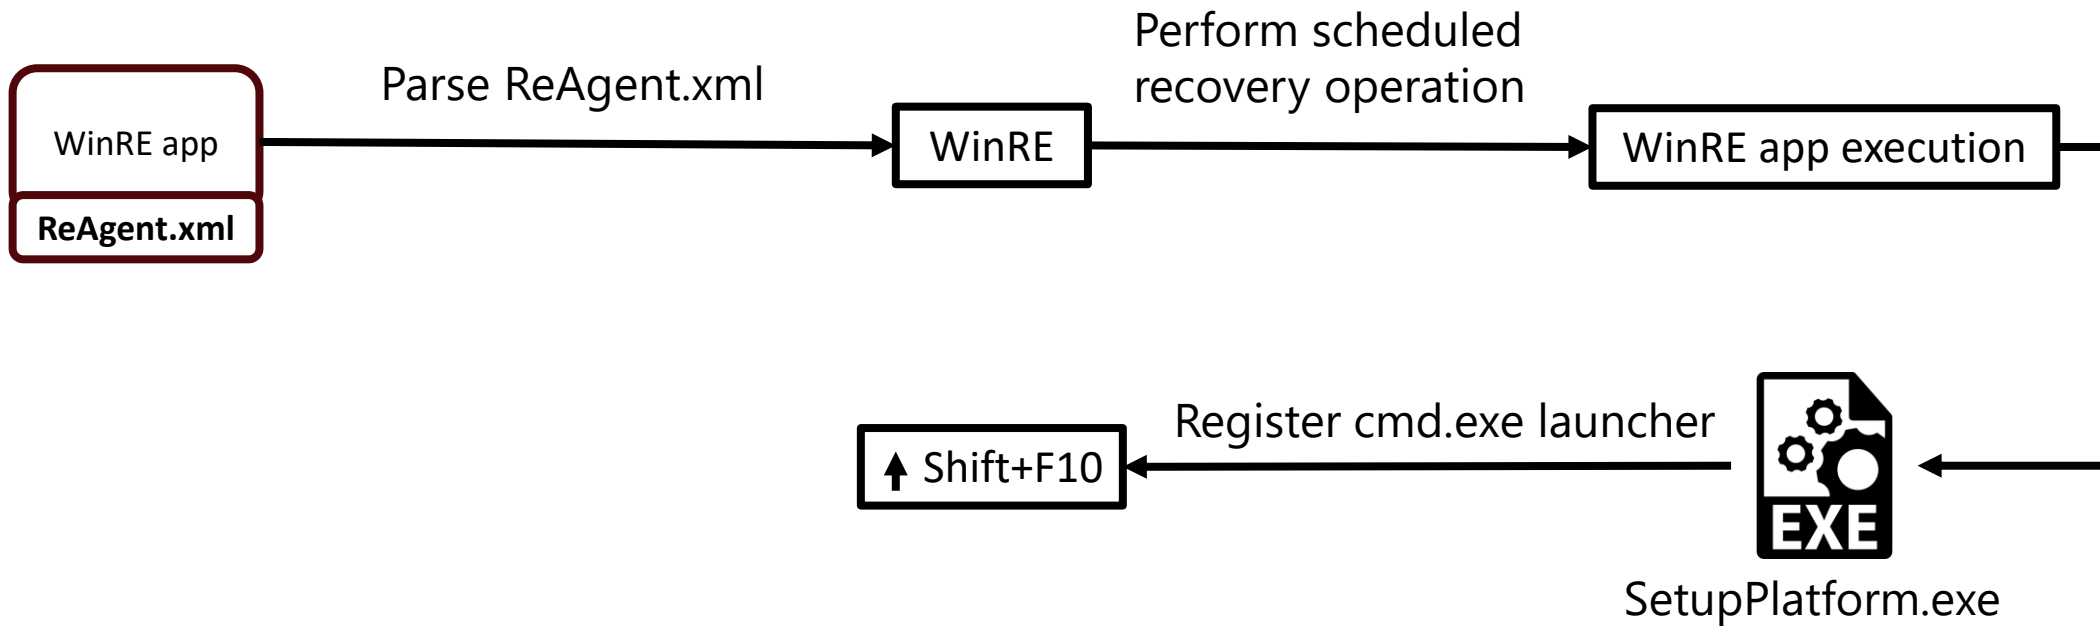 WinRE app
ReAgent.xml
Parse ReAgent.xml
WinRE
Perform scheduled
recovery operation
WinRE app execution
Shift+F10
Register cmd.exe launcher
EXE
SetupPlatform.exe